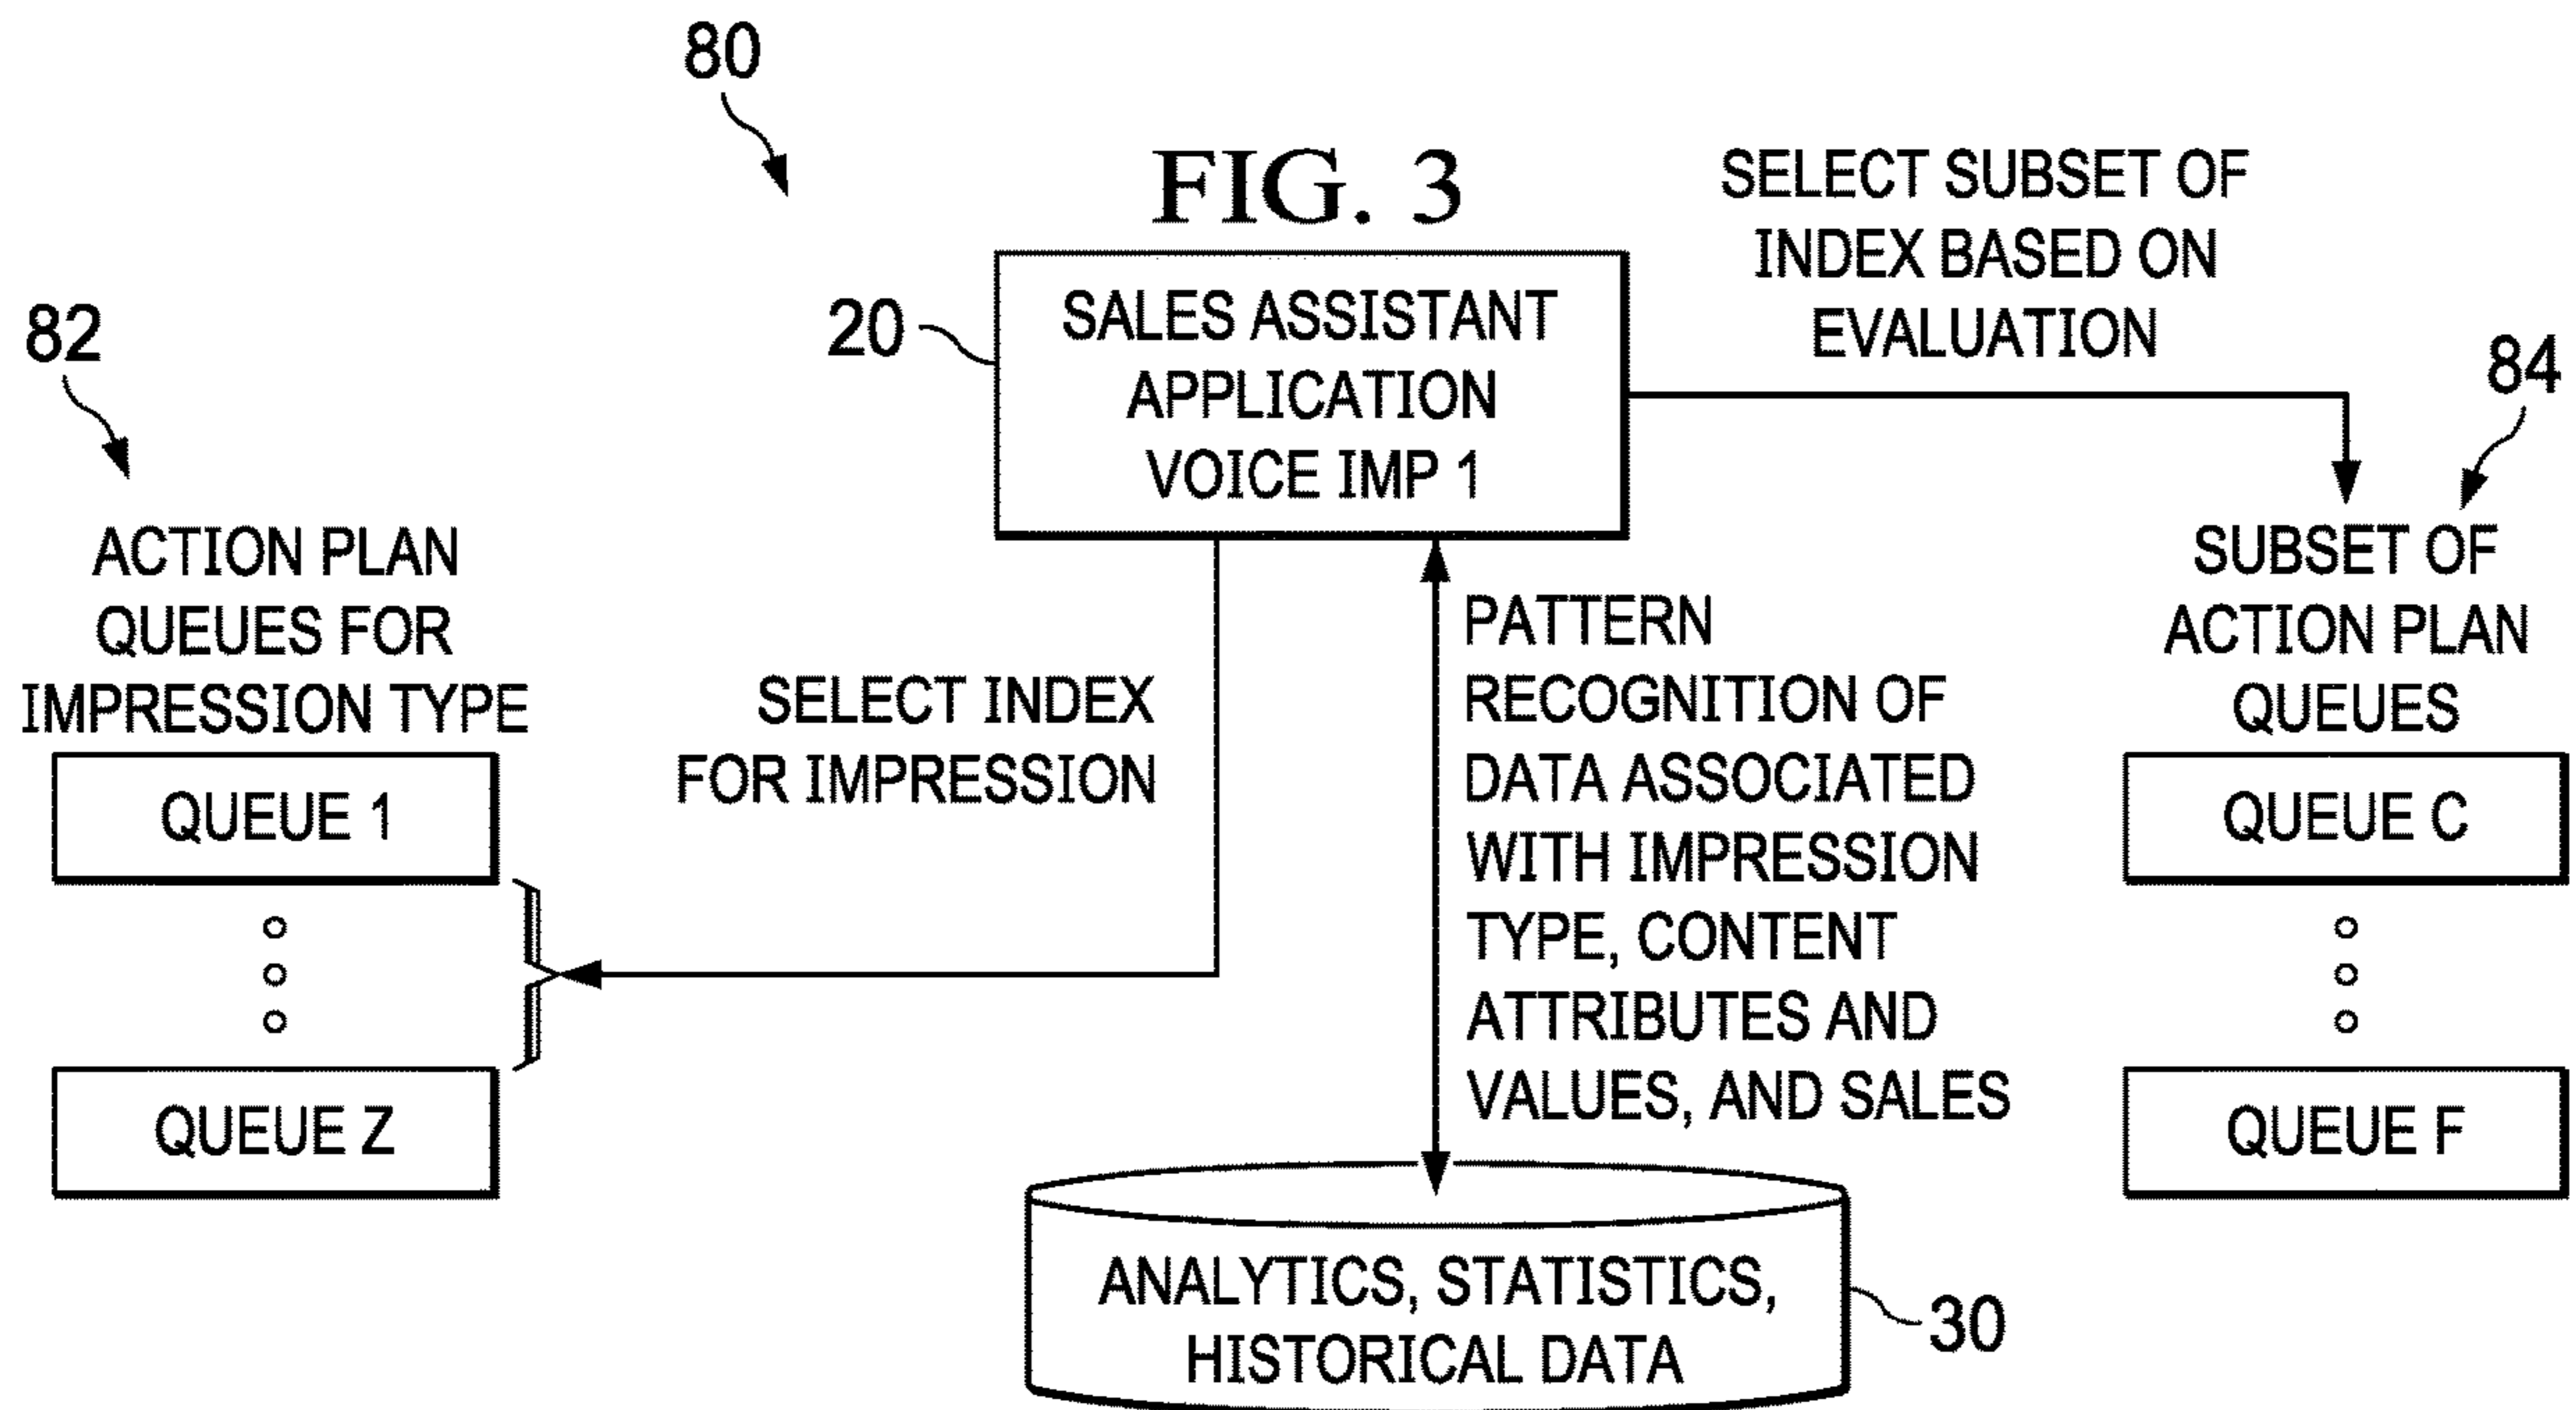 80
FIG. 3
SELECT SUBSET OF
INDEX BASED ON
EVALUATION
82
20
SALES ASSISTANT
APPLICATION
VOICE IMP 1
84
ACTION PLAN
QUEUES FOR
IMPRESSION TYPE
QUEUE 1
QUEUE Z
SELECT INDEX
FOR IMPRESSION
PATTERN
RECOGNITION OF
DATA ASSOCIATED
WITH IMPRESSION
TYPE, CONTENT
ATTRIBUTES AND
VALUES, AND SALES
SUBSET OF
ACTION PLAN
QUEUES
QUEUE C
QUEUE F
ANALYTICS, STATISTICS,
HISTORICAL DATA
30